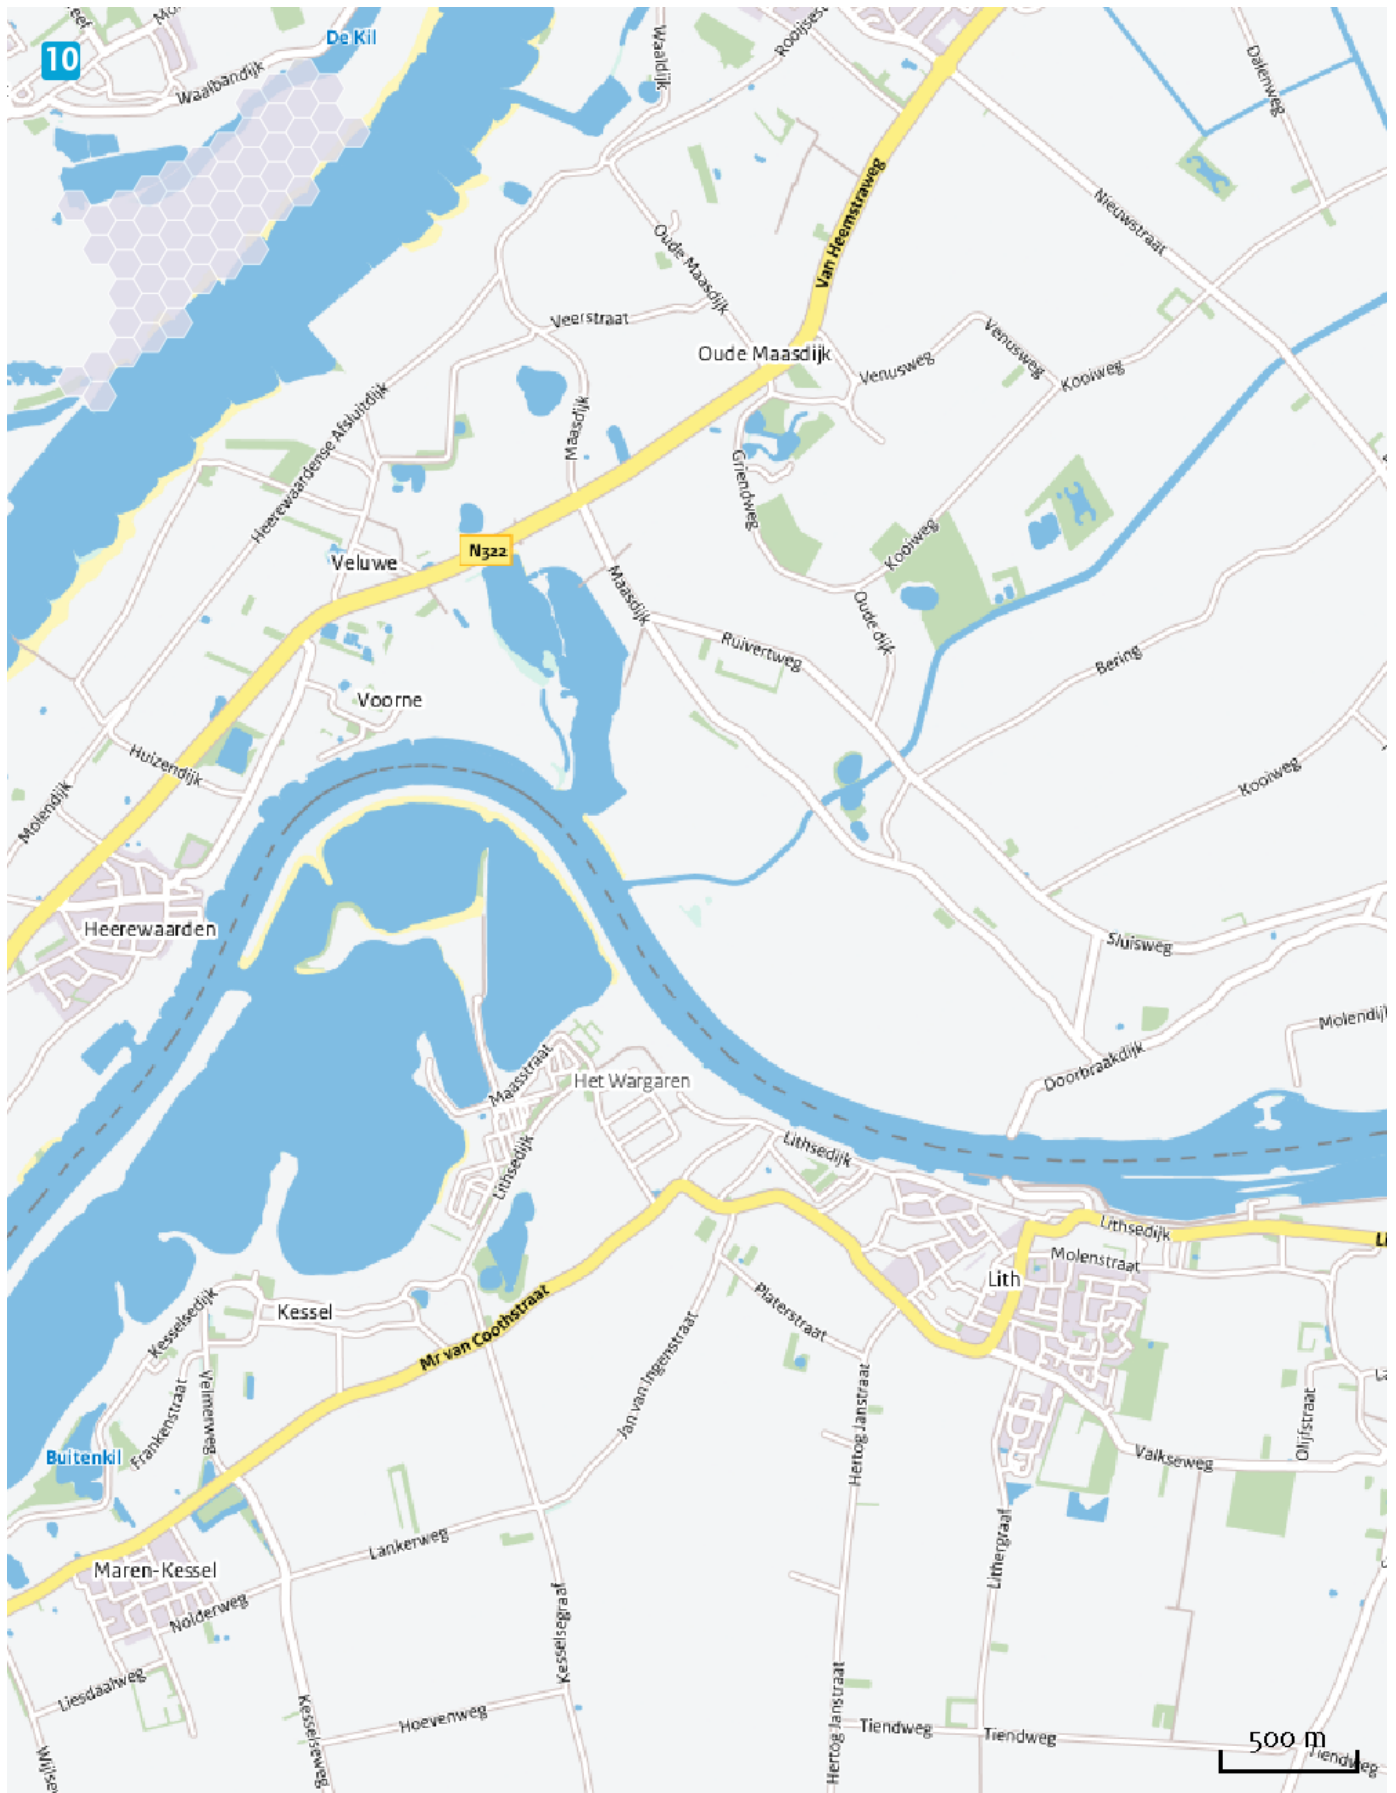 De Kil
10
Waalbandijk
Waaldijk
Dalenweg
Van Heemstraweg
Nieuwstraat
Oude Maasdijk
Veerstraat
Oude Maasdijk
Venusweg
Venusweg
Kooiweg
Heerewaardense Afsluitdijk
Maasdijk
Griendweg
Kooiweg
N322
Veluwe
Maasdijk
Oude dijk
Ruivertweg
Bering
Voorne
Huizendijk
Molendijk
Kooiweg
Heerewaarden
Sluisweg
Molendijk
Doorbraakdijk
Maasstraat
Het Wargaren
Lithsedijk
Lithsedijk
Lithsedijk
Molenstraat
Lith
Kesselsedijk
Kessel
Platerstraat
Mr van Coothstraat
Jan van Ingenstraat
Velmerweg
Frankenstraat
Hertog Janstraat
Olijfstraat
Buitenkil
Valkseweg
Lankerweg
Lithergraaf
Maren-Kessel
Nolderweg
Kesselsegraaf
Liesdaalweg
Hertog Janstraat
Kesselseweg
Hoevenweg
Tiendweg
Tiendweg
500 m
Tiendweg